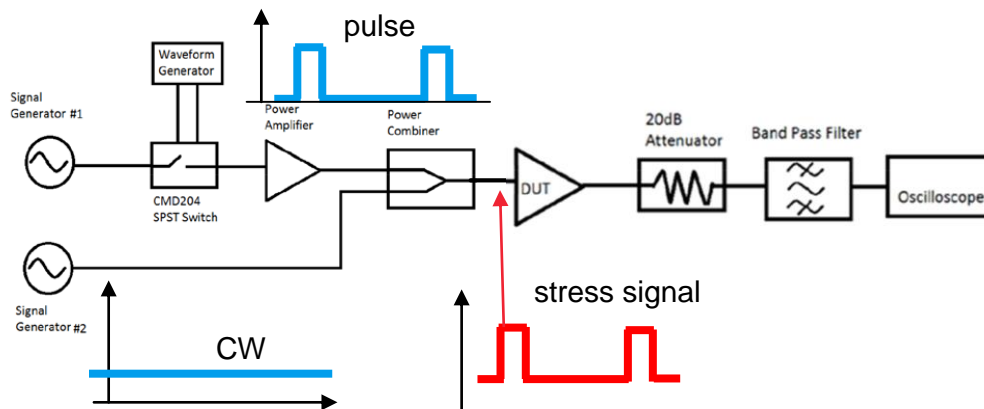 pulse
Waveform
Generator
Signal
Generator #1
Power
Amplifier
Power
Combiner
20dB
Attenuator
Band Pass Filter
CMD204
SPST Switch
DUT
Oscilloscope
Signal
Generator#2
CW
stress signal